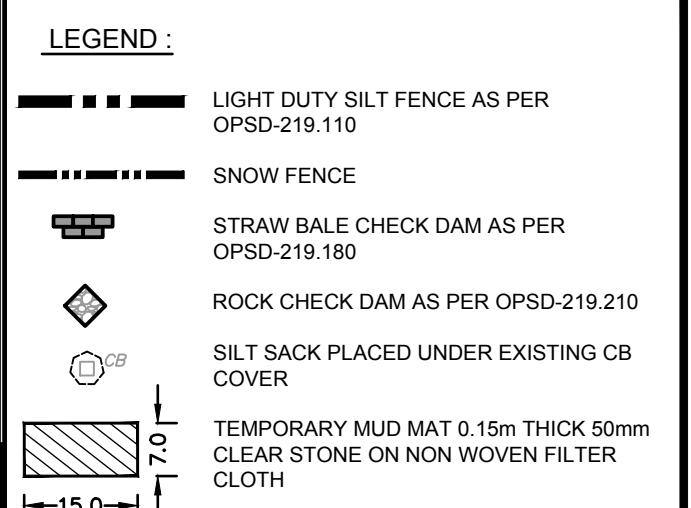 LEGEND :
LIGHT DUTY SILT FENCE AS PER
OPSD-219.110
SNOW FENCE
STRAW BALE CHECK DAM AS PER
OPSD-219.180
ROCK CHECK DAM AS PER OPSD-219.210
CB
SILT SACK PLACED UNDER EXISTING CB
COVER
7.0
15.0
TEMPORARY MUD MAT 0.15m THICK 50mm
CLEAR STONE ON NON WOVEN FILTER
CLOTH